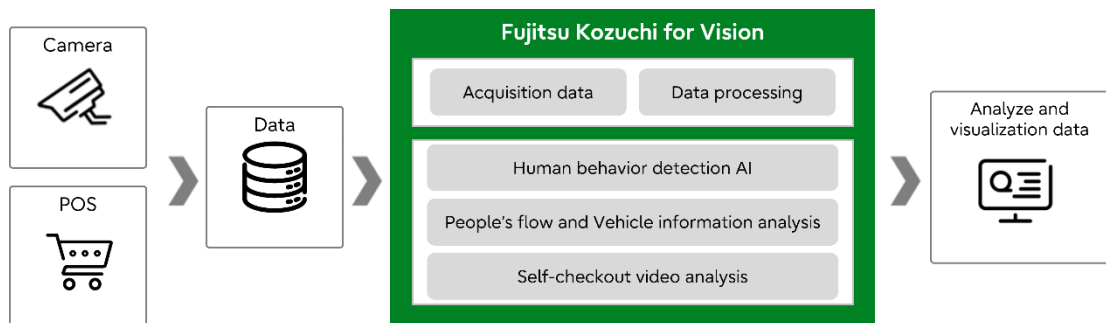 Camera
POS
Data
Fujitsu Kozuchi for Vision
Acquisition data
Data processing
Human behavior detection AI
People’s flow and Vehicle information analysis
Self-checkout video analysis
Analyze and
visualization data